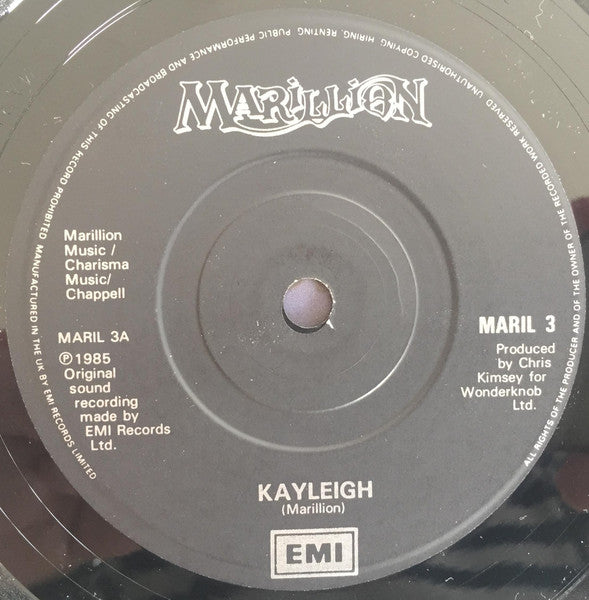 UNAUTHORISED COPYING, HIRING, RENTING, PUBLIC PERFORMANCE AND BROADCASTING OF THIS RECORD PROHIBITED MANUFACTURED IN THE UK BY EMI RECORDS LIMITED
ALL RIGHTS OF THE PRODUCER AND OF THE OWNER OF THE RECORDED WORK RESERVED
MARILLION
Marillion
Music /
Charisma
Music/
Chappell
MARIL 3A
℗1985
Original
sound
recording
made by
EMI Records
Ltd.
MARIL 3
Produced
by Chris
Kimsey for
Wonderknob
Ltd.
KAYLEIGH
(Marillion)
EMI